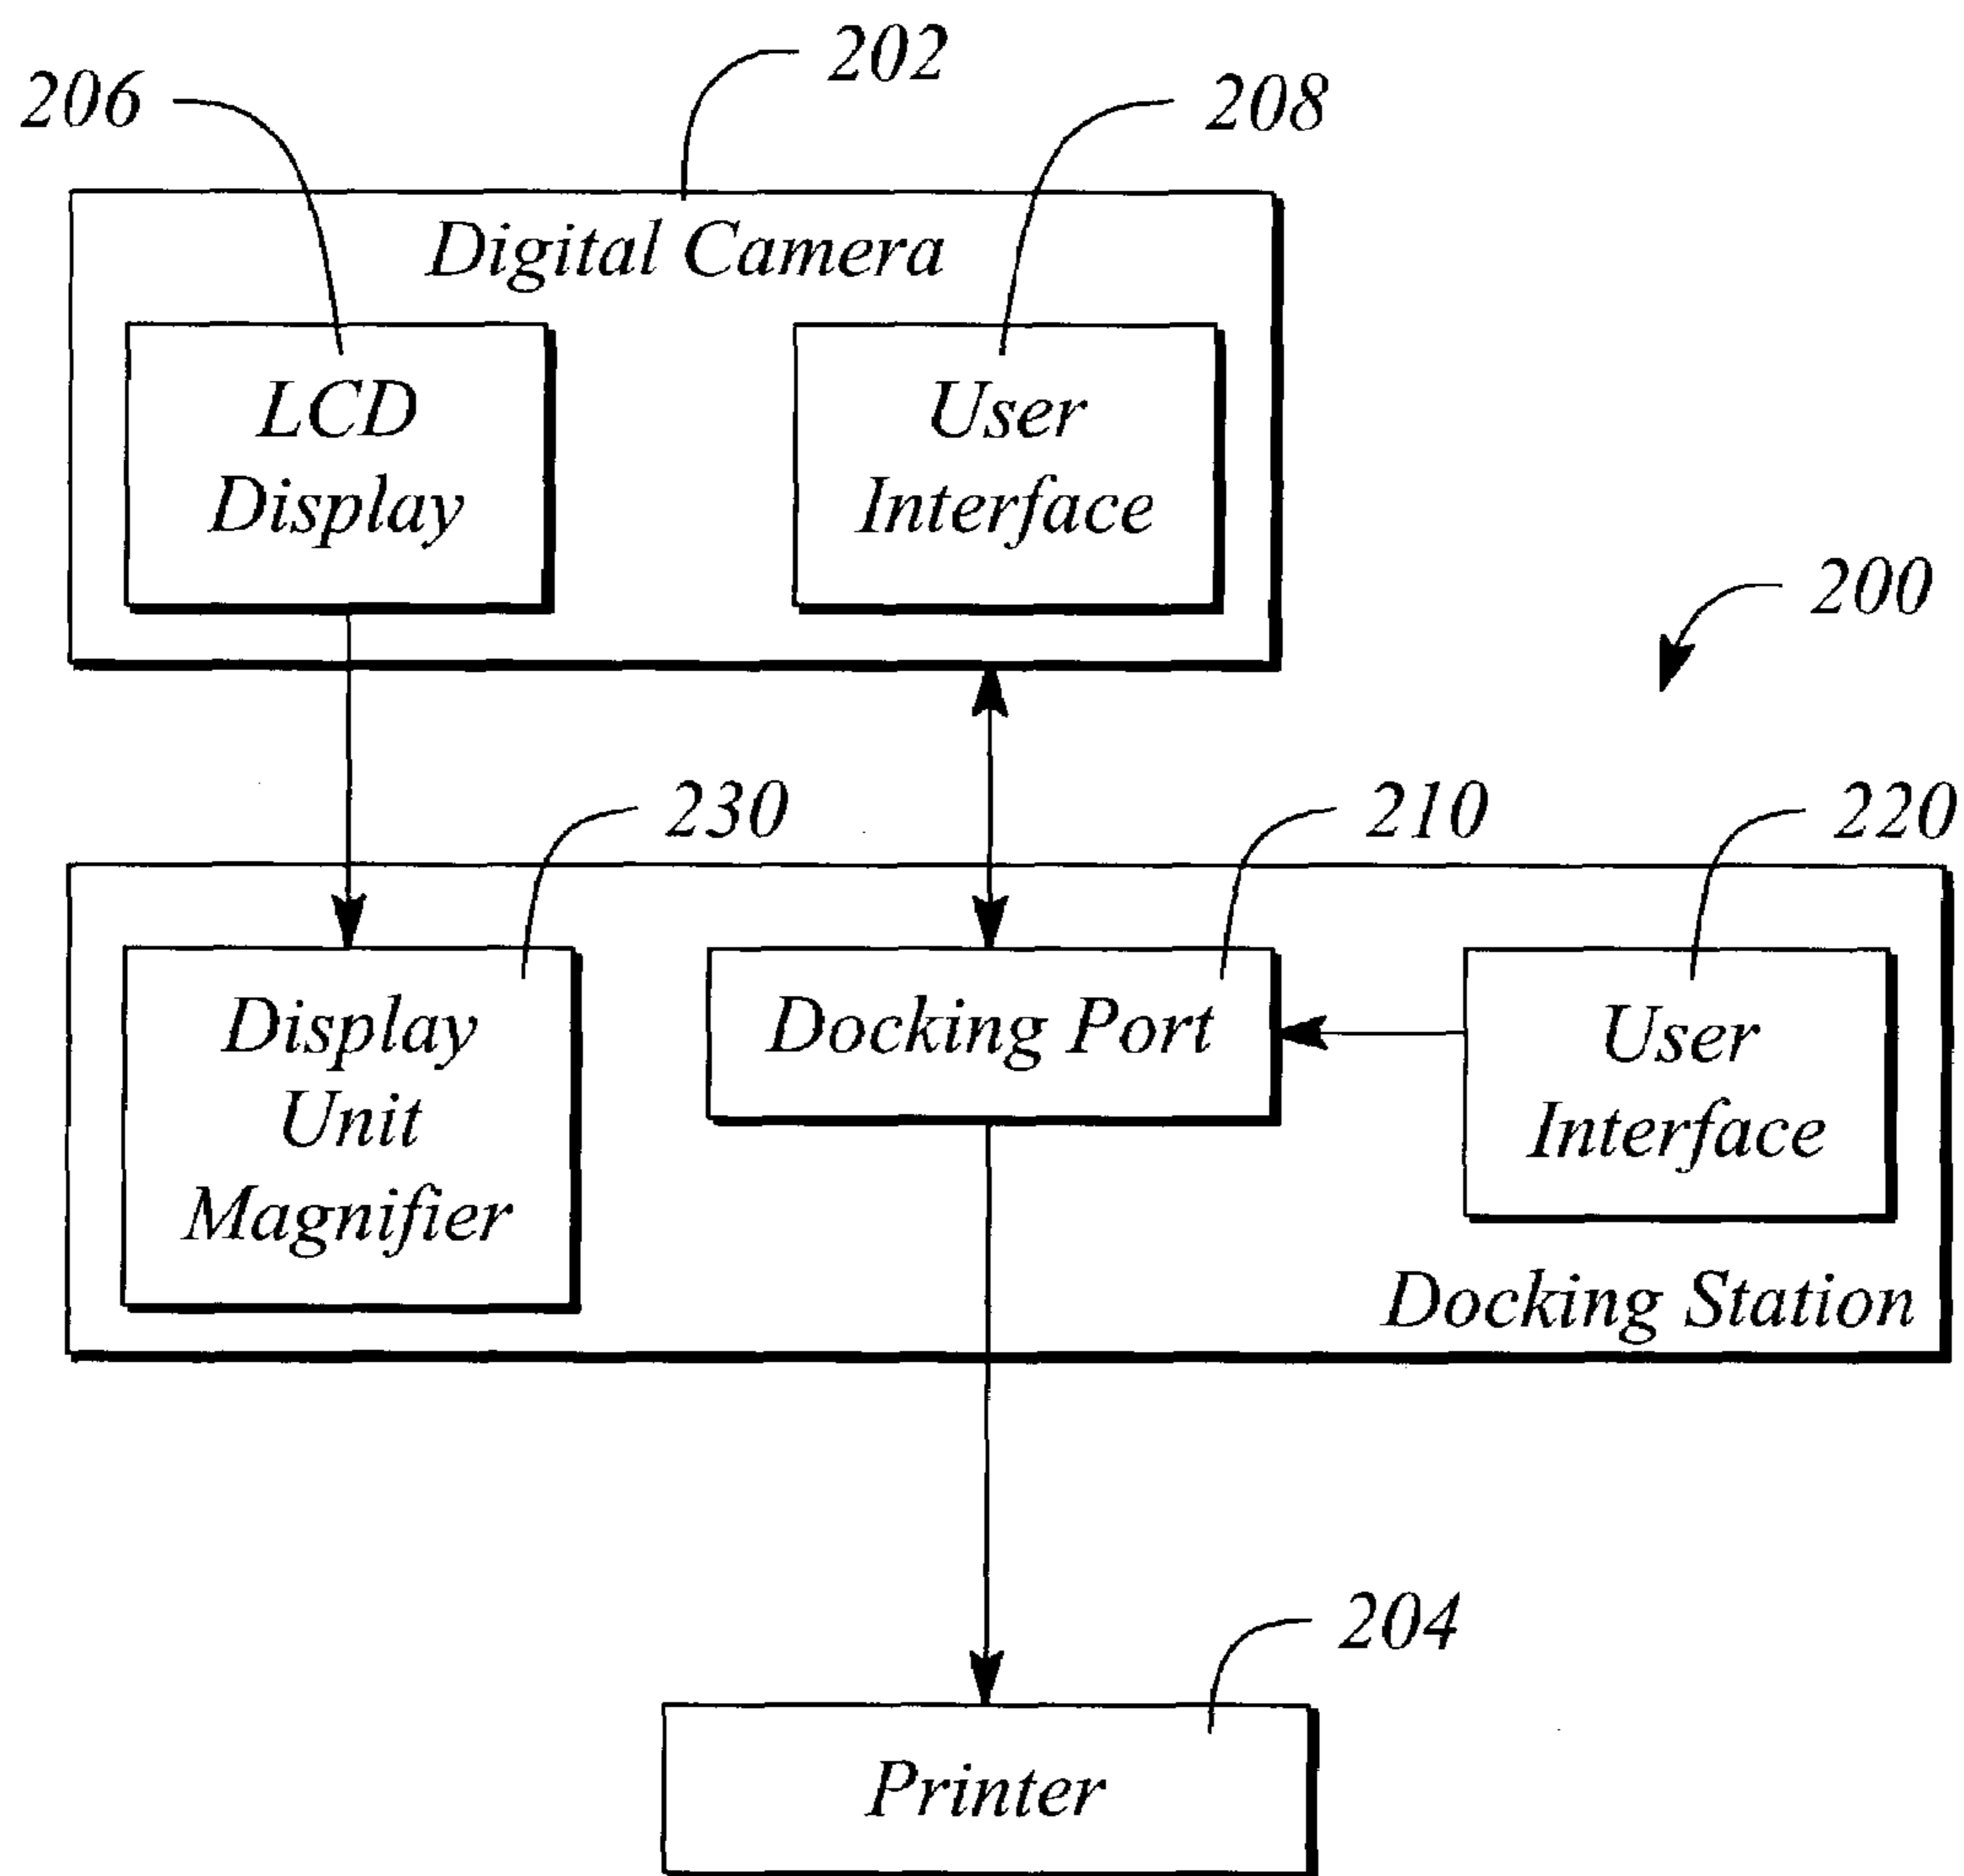 202
206
208
Digital Camera
LCD
Display
User
Interface
200
230
210
220
Display
Unit
Magnifier
Docking Port
User
Interface
Docking Station
204
Printer